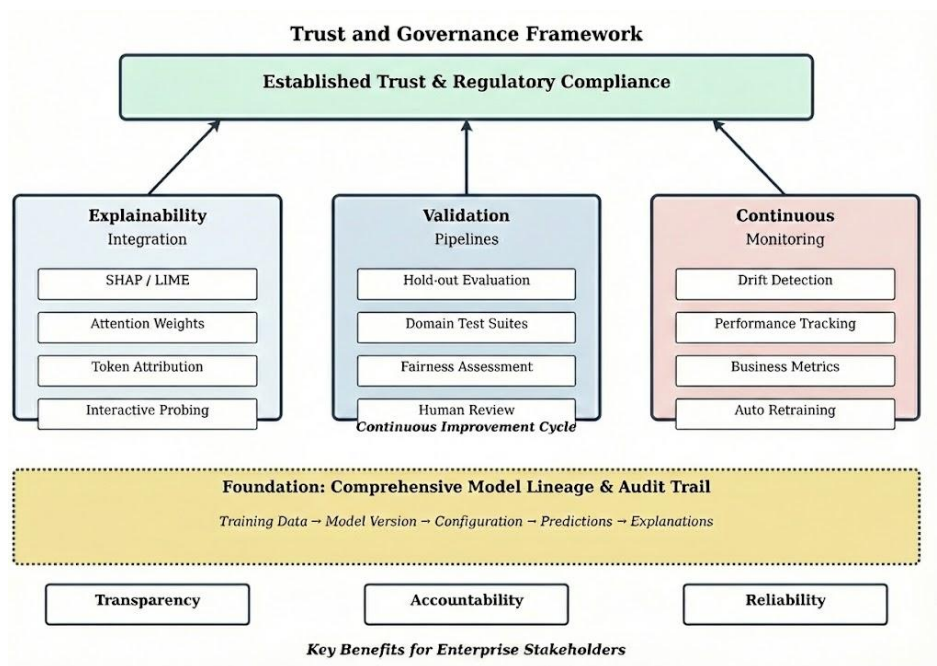 Trust and Governance Framework
Established Trust & Regulatory Compliance
Explainability
Integration
SHAP / LIME
Attention Weights
Token Attribution
Interactive Probing
Validation
Pipelines
Hold-out Evaluation
Domain Test Suites
Fairness Assessment
Human Review
Continuous
Monitoring
Drift Detection
Performance Tracking
Business Metrics
Auto Retraining
Continuous Improvement Cycle
Foundation: Comprehensive Model Lineage & Audit Trail
Training Data → Model Version → Configuration → Predictions → Explanations
Transparency
Accountability
Reliability
Key Benefits for Enterprise Stakeholders